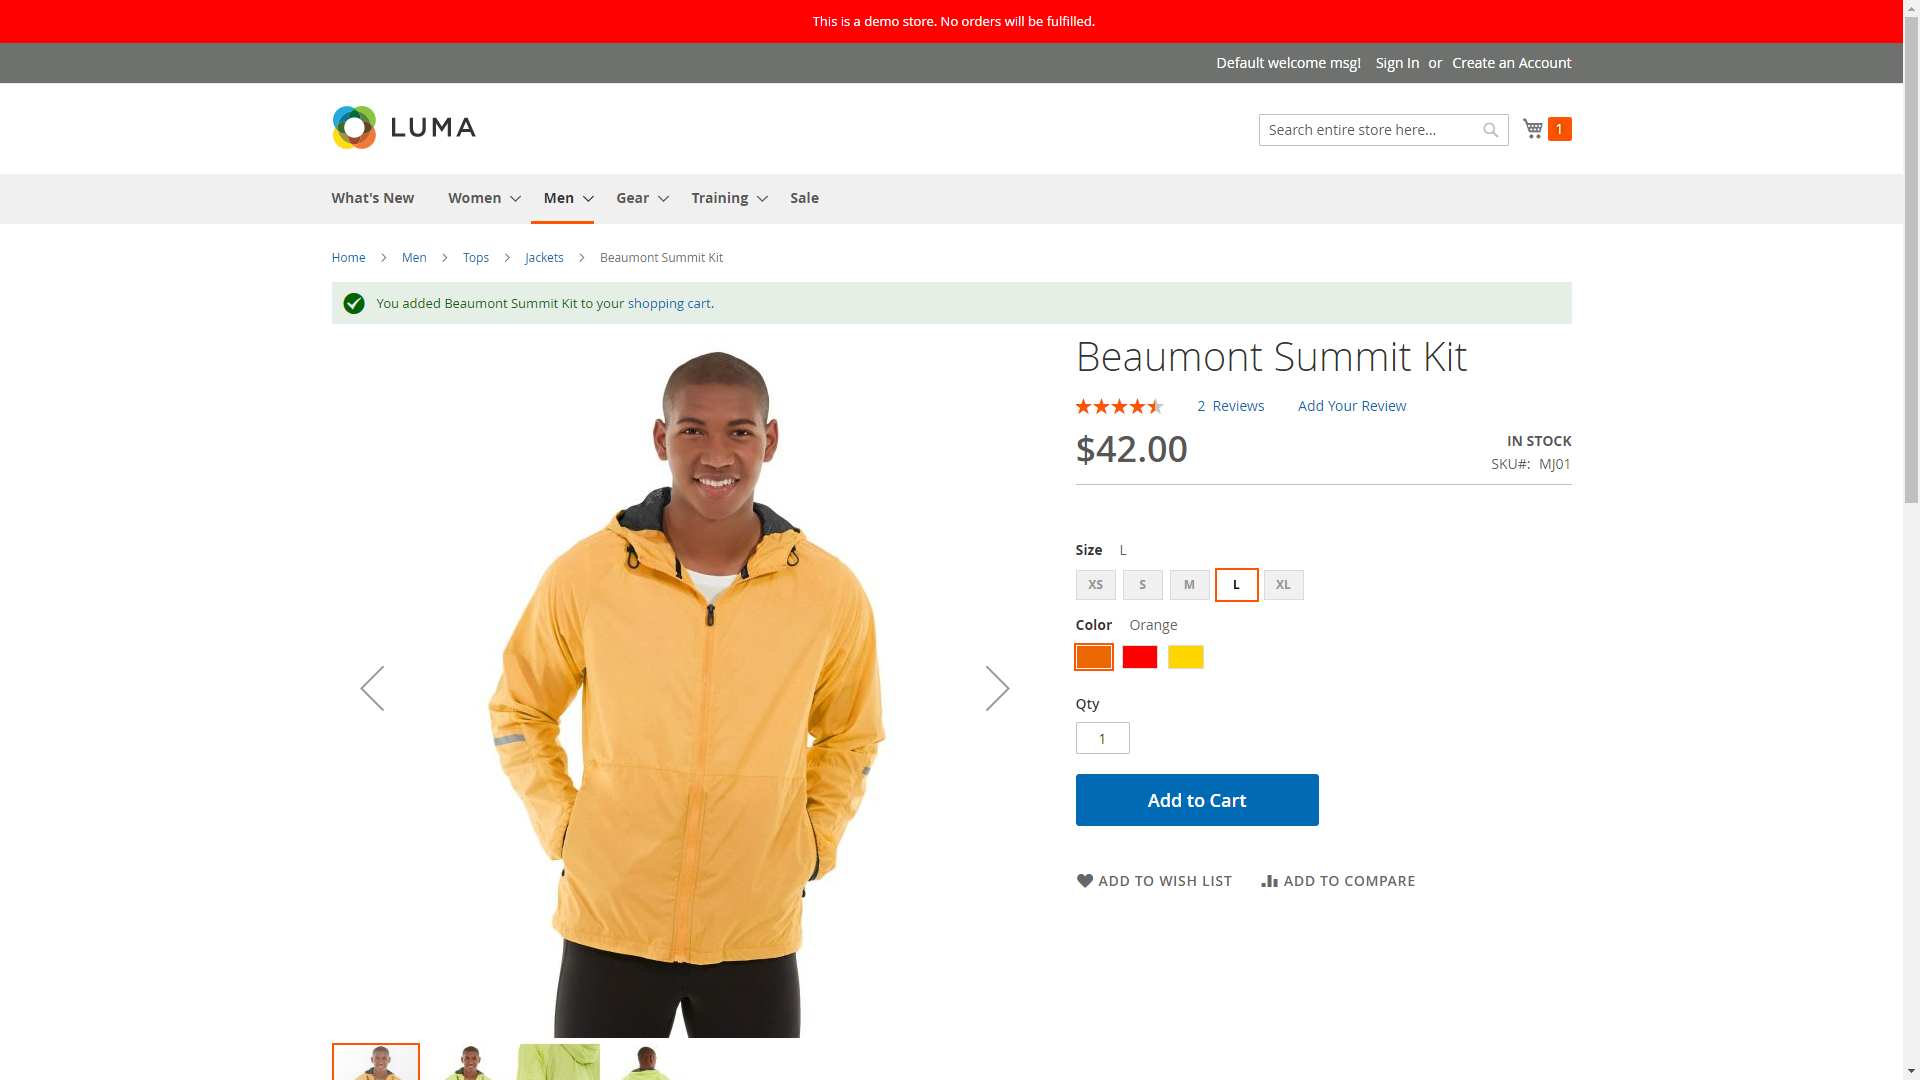 This is a demo store. No orders will be fulfilled.
Default welcome msg! Sign In or Create an Account
LUMA
Search entire store here...
1
What's New Women Men Gear Training Sale
Home Men Tops Jackets Beaumont Summit Kit
You added Beaumont Summit Kit to your shopping cart.
Beaumont Summit Kit
2 Reviews Add Your Review
$42.00
IN STOCK
SKU#: MJ01
Size L
XS S M L XL
Color Orange
Qty
1
Add to Cart
ADD TO WISH LIST ADD TO COMPARE